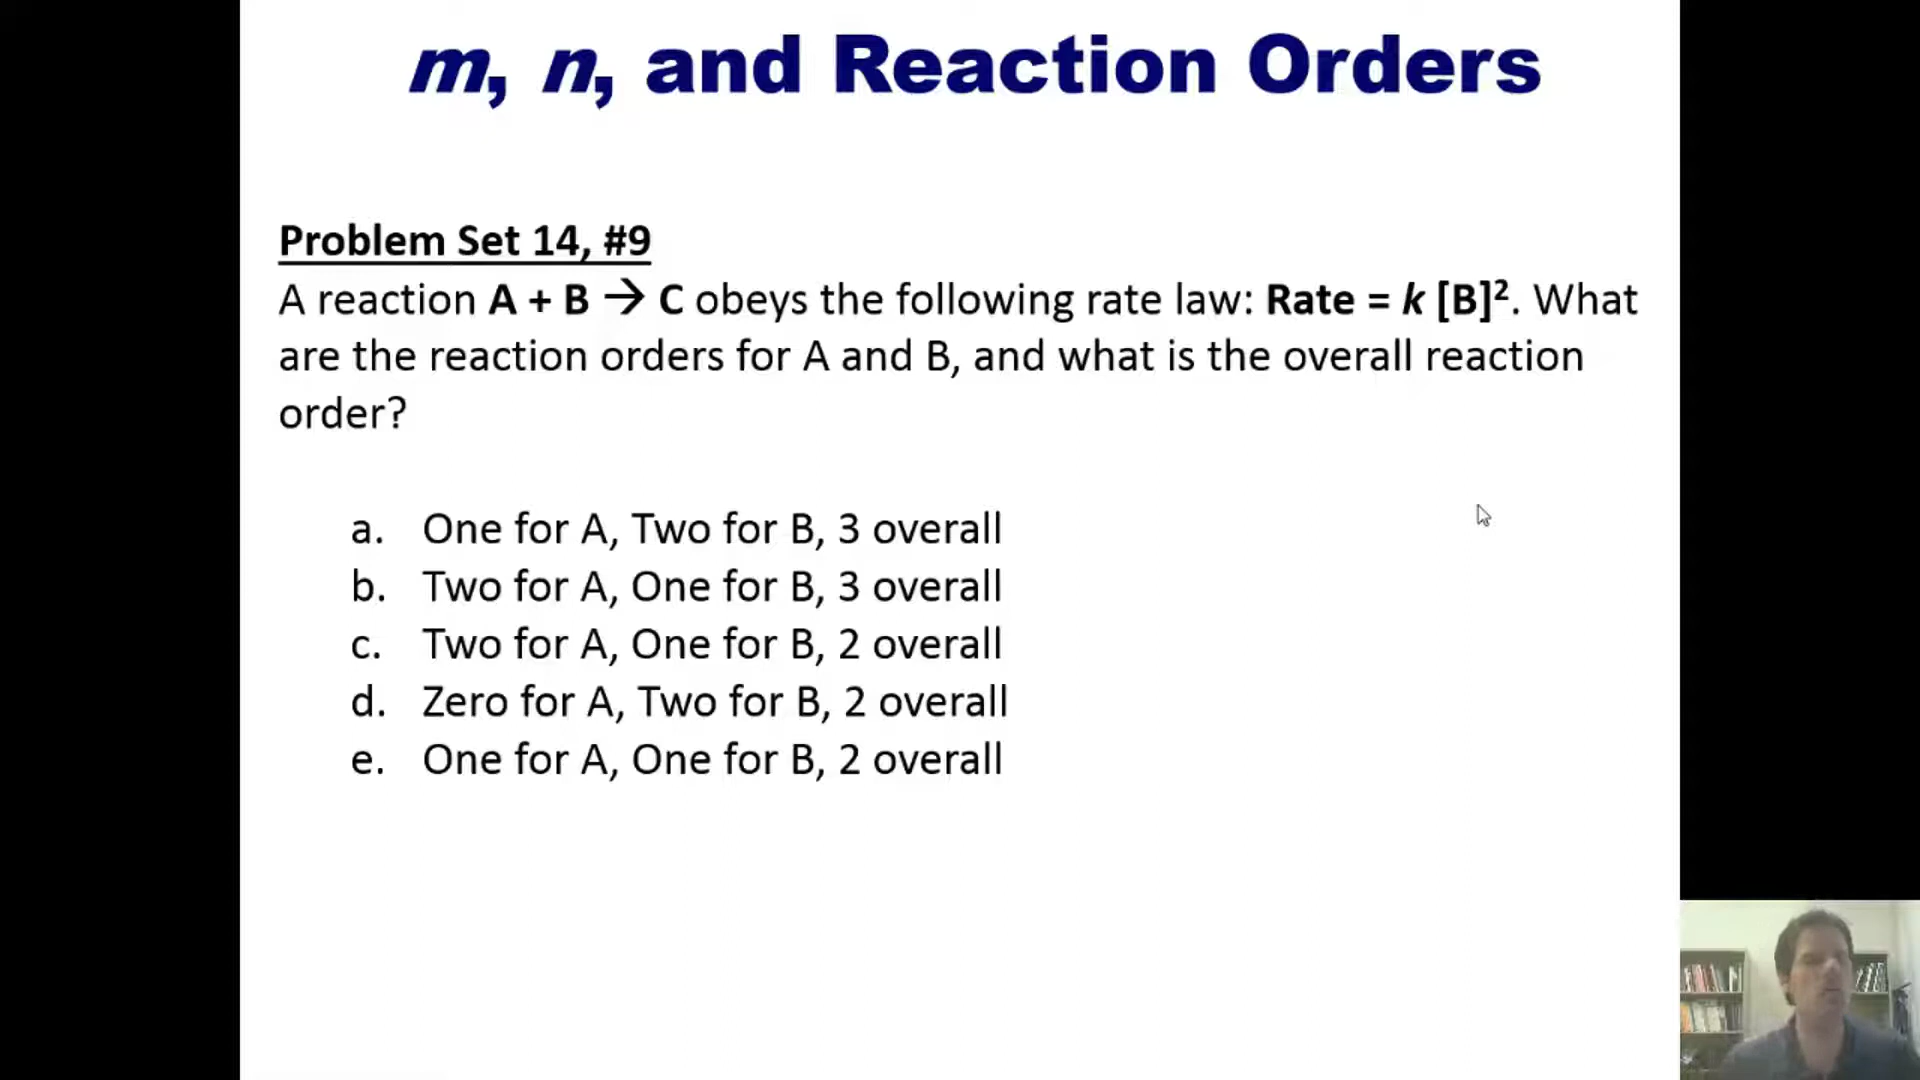 m, n, and Reaction Orders
Problem Set 14, #9
A reaction A + B → C obeys the following rate law: Rate = k [B]². What
are the reaction orders for A and B, and what is the overall reaction
order?
a. One for A, Two for B, 3 overall
b. Two for A, One for B, 3 overall
c. Two for A, One for B, 2 overall
d. Zero for A, Two for B, 2 overall
e. One for A, One for B, 2 overall